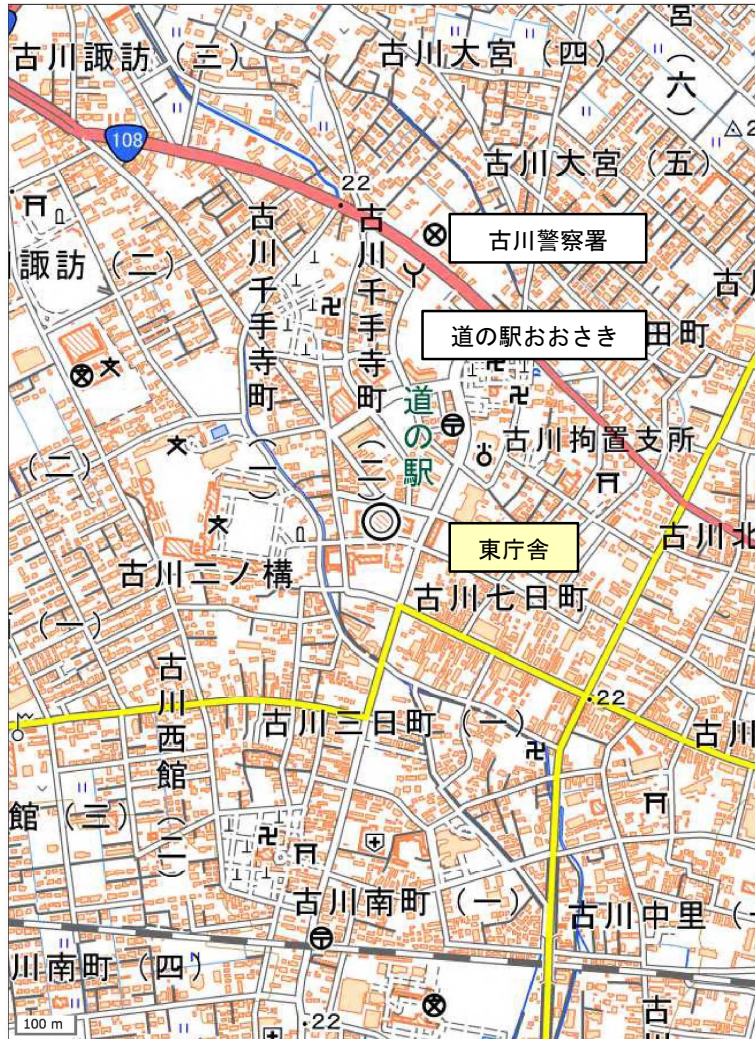 古川諏訪（三）
古川大宮（四）
宮（六）
108
古川大宮（五）
22
古川警察署
古川千手寺町（一）
古川千手寺町（二）
諏訪（二）
道の駅おおさき
田町
道の駅
（二）
古川拘置支所
東庁舎
古川北
古川二ノ構
古川七日町
（一）
古川西館（二）
22
古川三日町（一）
古川
館（三）
古川南町（一）
古川中里（
川南町（四）
22
100 m